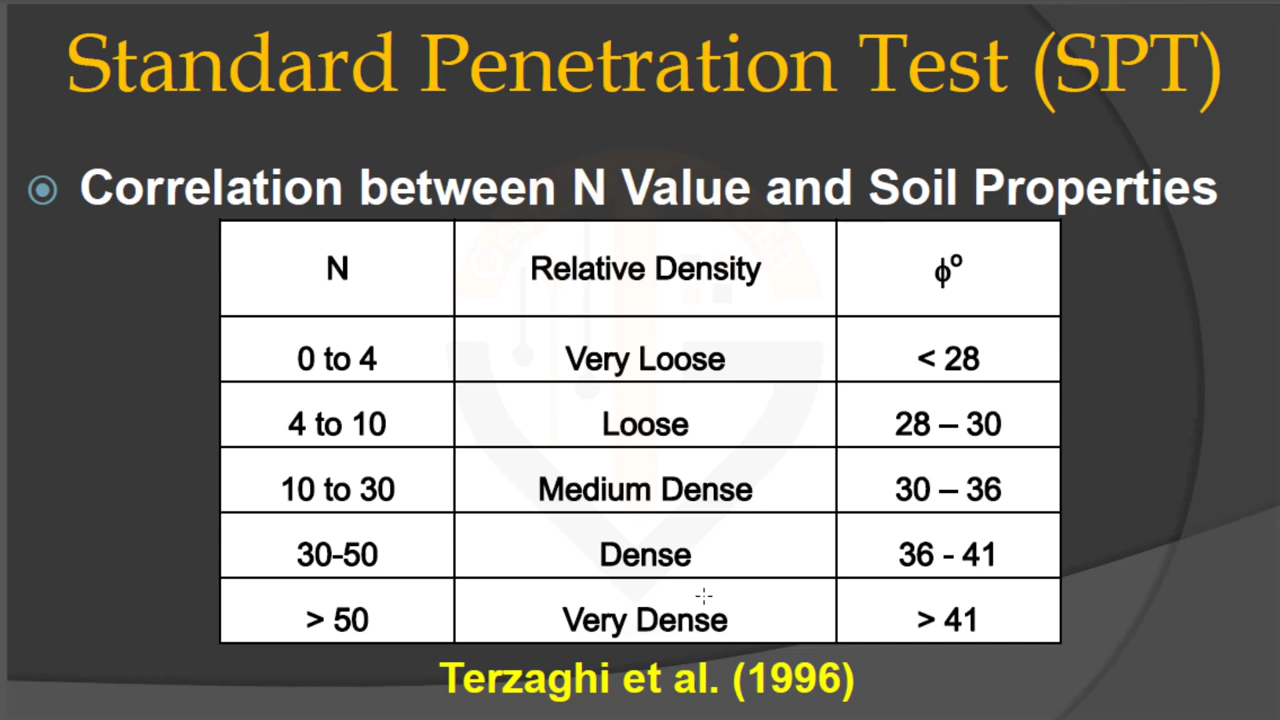 Standard Penetration Test (SPT)
Correlation between N Value and Soil Properties
N Relative Density ϕº
0 to 4 Very Loose < 28
4 to 10 Loose 28 – 30
10 to 30 Medium Dense 30 – 36
30-50 Dense 36 - 41
> 50 Very Dense > 41
Terzaghi et al. (1996)